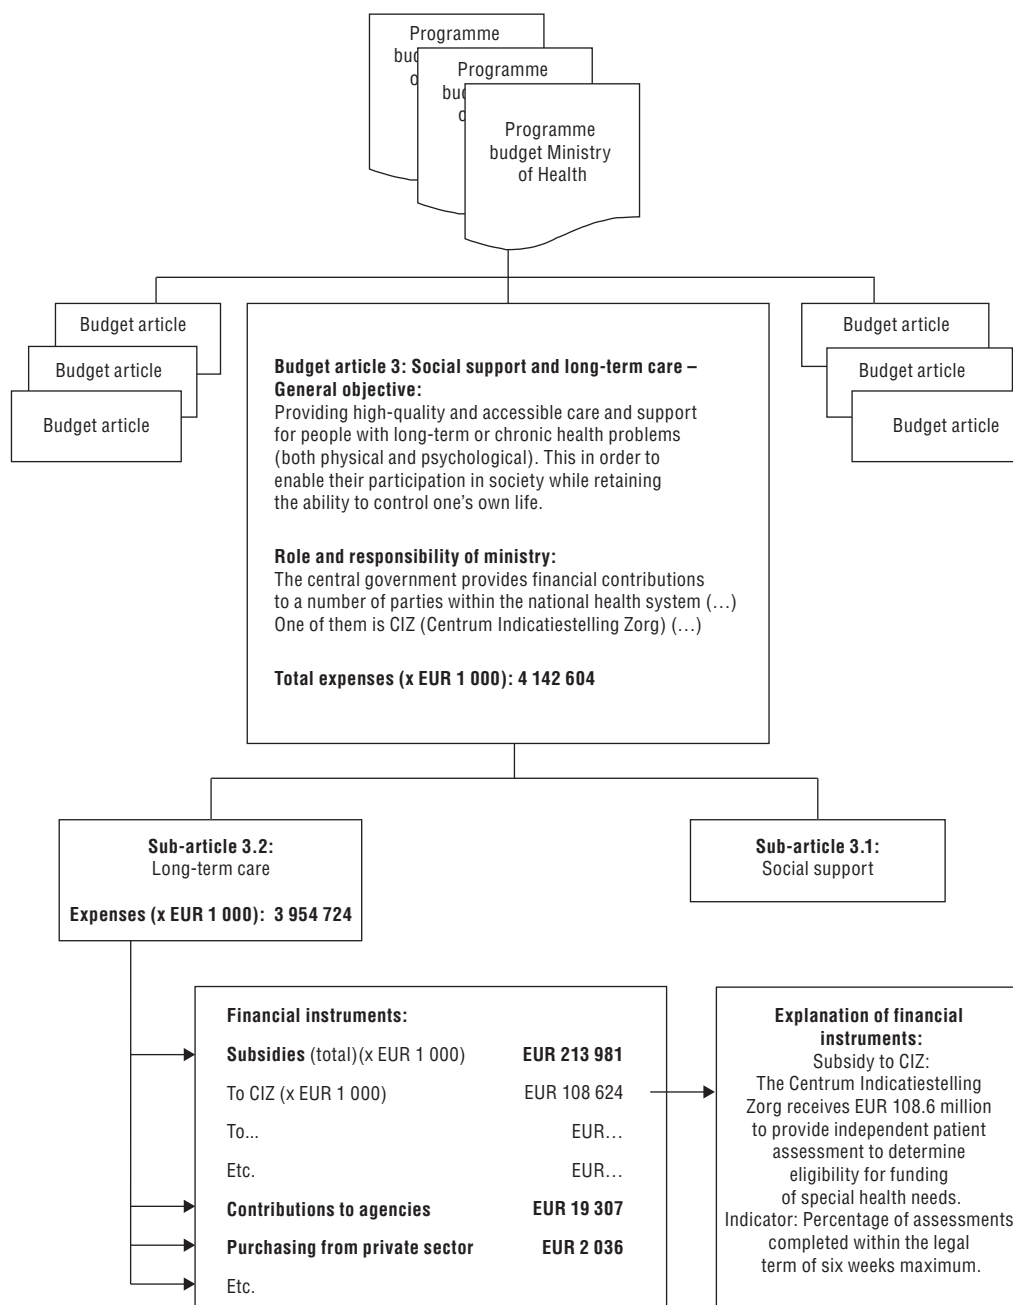 Programme
bud
o
Programme
bud
o
Programme
budget Ministry
of Health
Budget article
Budget article
Budget article
Budget article
Budget article
Budget article
Budget article 3: Social support and long-term care –
General objective:
Providing high-quality and accessible care and support
for people with long-term or chronic health problems
(both physical and psychological). This in order to
enable their participation in society while retaining
the ability to control one’s own life.
Role and responsibility of ministry:
The central government provides financial contributions
to a number of parties within the national health system (…)
One of them is CIZ (Centrum Indicatiestelling Zorg) (…)
Total expenses (x EUR 1 000): 4 142 604
Sub-article 3.2:
Long-term care
Expenses (x EUR 1 000): 3 954 724
Sub-article 3.1:
Social support
Financial instruments:
Subsidies (total)(x EUR 1 000) EUR 213 981
To CIZ (x EUR 1 000) EUR 108 624
To... EUR…
Etc. EUR…
Contributions to agencies EUR 19 307
Purchasing from private sector EUR 2 036
Etc.
Explanation of financial
instruments:
Subsidy to CIZ:
The Centrum Indicatiestelling
Zorg receives EUR 108.6 million
to provide independent patient
assessment to determine
eligibility for funding
of special health needs.
Indicator: Percentage of assessments
completed within the legal
term of six weeks maximum.